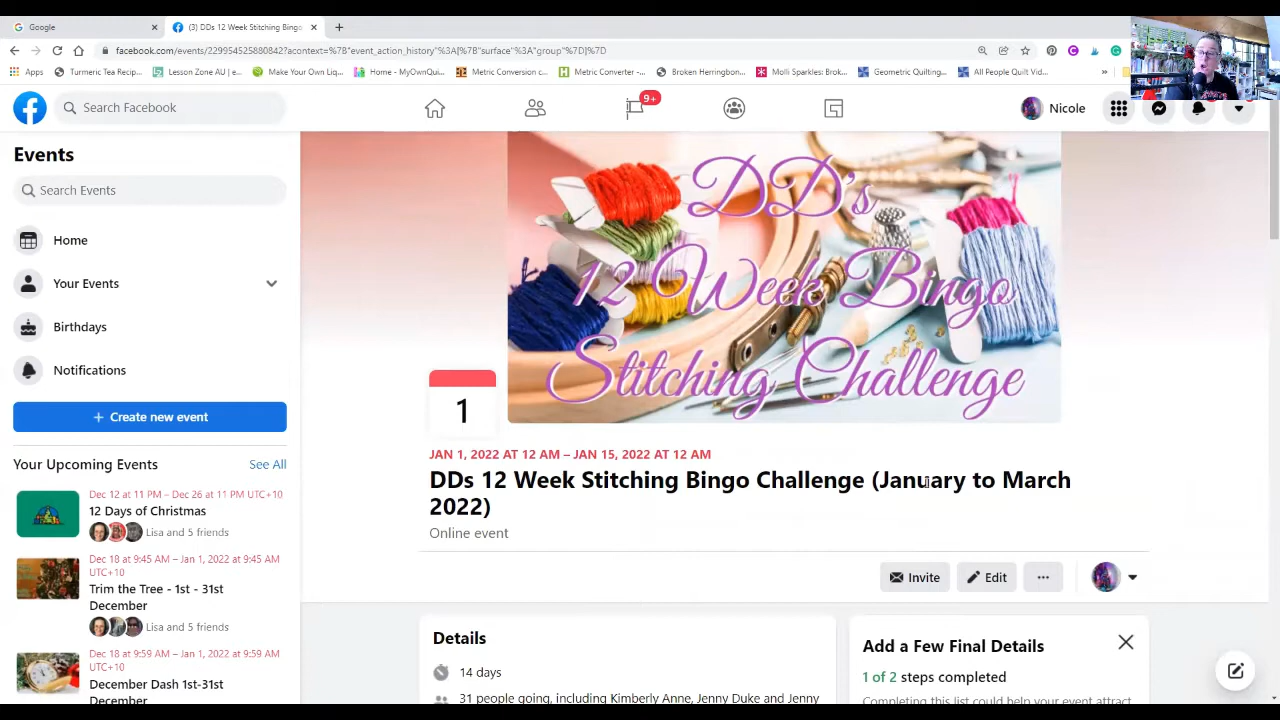 Google
(3) DDs 12 Week Stitching Bingo
facebook.com/events/229954525880842?acontext=%7B"event_action_history"%3A[%7B"surface"%3A"group"%7D]%7D
Apps
Turmeric Tea Recip...
Lesson Zone AU | e...
Make Your Own Liq...
Home - MyOwnQui...
Metric Conversion c...
Metric Converter -...
Broken Herringbon...
Molli Sparkles: Brok...
Geometric Quilting...
All People Quilt Vid...
»
Search Facebook
9+
Nicole
Events
Search Events
Home
Your Events
Birthdays
Notifications
+ Create new event
Your Upcoming Events
See All
Dec 12 at 11 PM – Dec 26 at 11 PM UTC+10
12 Days of Christmas
Lisa and 5 friends
Dec 18 at 9:45 AM – Jan 1, 2022 at 9:45 AM
UTC+10
Trim the Tree - 1st - 31st
December
Lisa and 5 friends
Dec 18 at 9:59 AM – Jan 1, 2022 at 9:59 AM
UTC+10
December Dash 1st-31st
December
DD's
12 Week Bingo
Stitching Challenge
1
JAN 1, 2022 AT 12 AM – JAN 15, 2022 AT 12 AM
DDs 12 Week Stitching Bingo Challenge (January to March
2022)
Online event
Invite
Edit
Details
14 days
31 people going, including Kimberly Anne, Jenny Duke and Jenny
Add a Few Final Details
1 of 2 steps completed
Completing this list could help your event attract